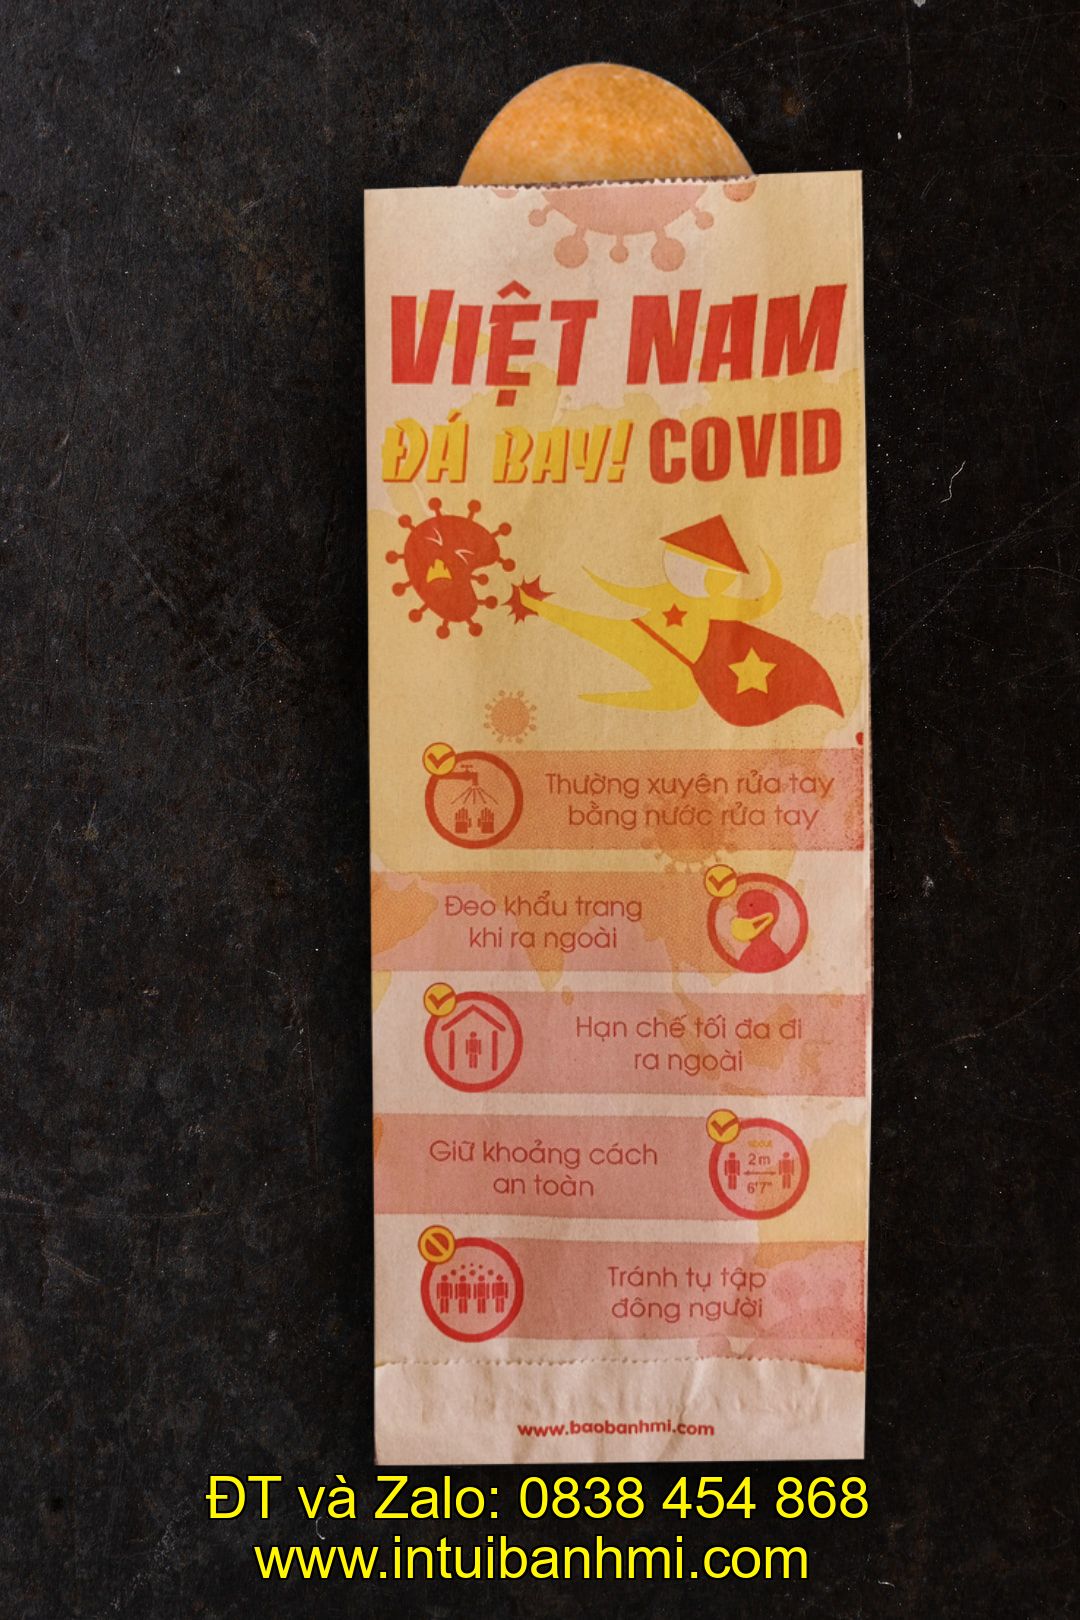 VIỆT NAM
ĐÁ BAY! COVID
Thường xuyên rửa tay
bằng nước rửa tay
Đeo khẩu trang
khi ra ngoài
Hạn chế tối đa đi
ra ngoài
Giữ khoảng cách
an toàn
about
2m
6'7"
Tránh tụ tập
đông người
www.baobanhmi.com
ĐT và Zalo: 0838 454 868
www.intuibanhmi.com